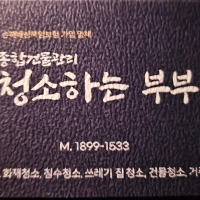 손해배상책임보험 가입 업체
종합건물관리
청소하는 부부
M. 1899-1533
화재청소, 침수청소, 쓰레기 집 청소, 건물청소,